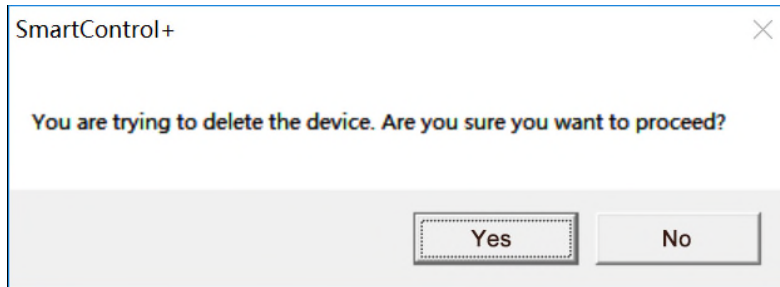 SmartControl+
You are trying to delete the device. Are you sure you want to proceed?
Yes
No